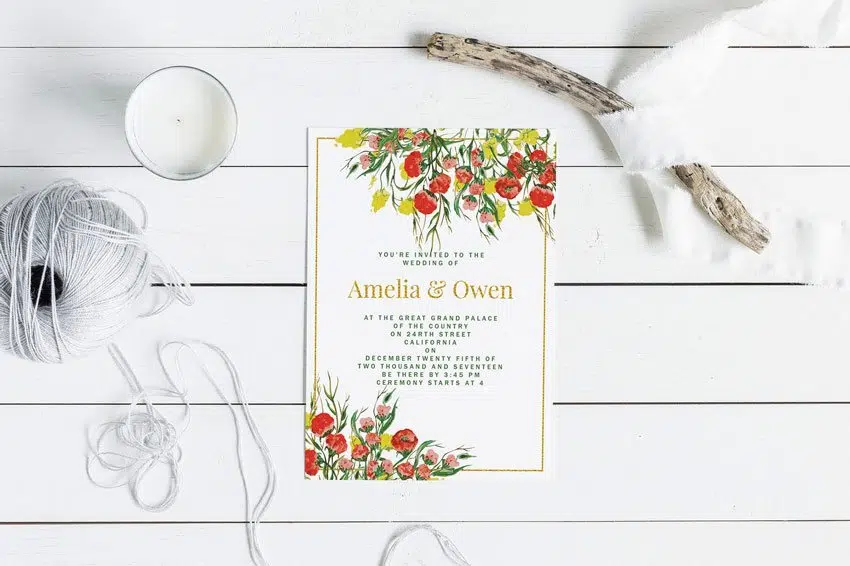 YOU'RE INVITED TO THE
WEDDING OF
Amelia & Owen
AT THE GREAT GRAND PALACE
OF THE COUNTRY
ON 24RTH STREET
CALIFORNIA
ON
DECEMBER TWENTY FIFTH OF
TWO THOUSAND AND SEVENTEEN
BE THERE BY 3:45 PM
CEREMONY STARTS AT 4